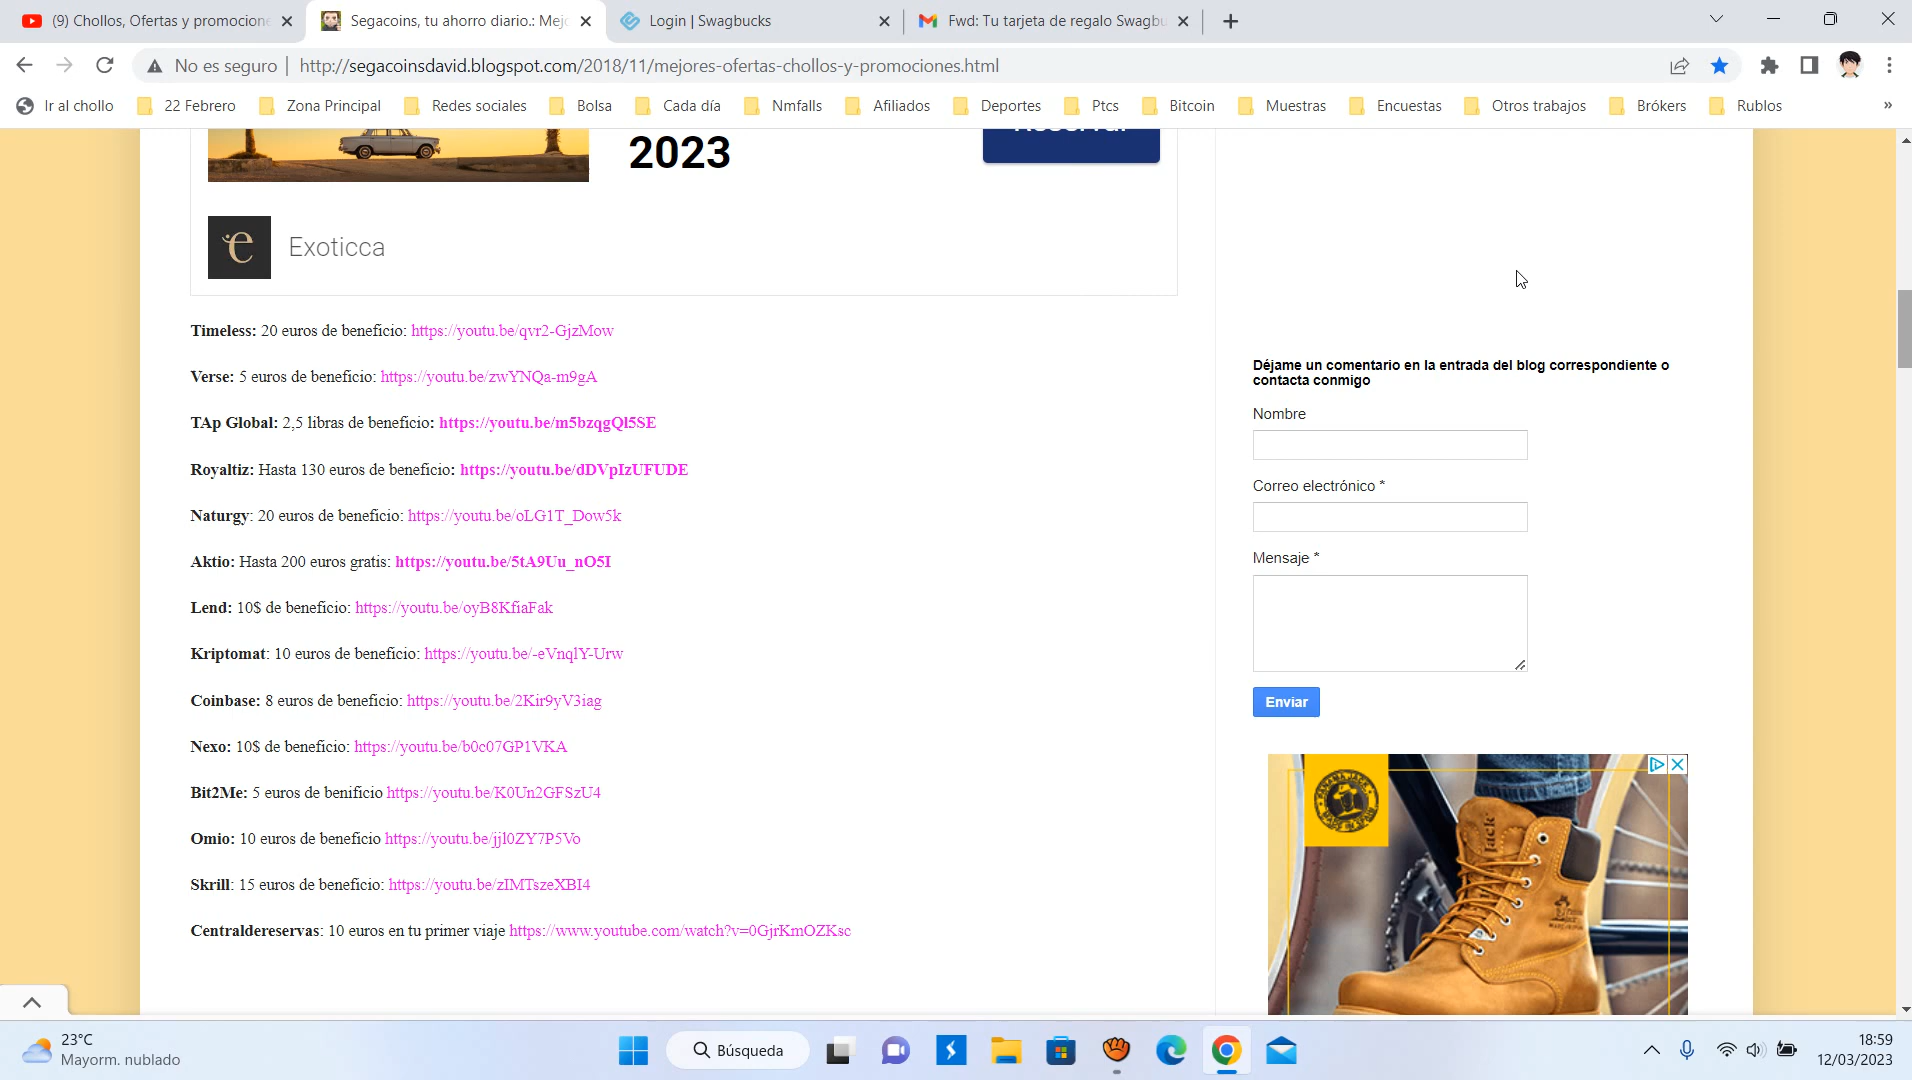 (9) Chollos, Ofertas y promocione
Segacoins, tu ahorro diario.: Mejo
Login | Swagbucks
Fwd: Tu tarjeta de regalo Swagbu
No es seguro | http://segacoinsdavid.blogspot.com/2018/11/mejores-ofertas-chollos-y-promociones.html
Ir al chollo
22 Febrero
Zona Principal
Redes sociales
Bolsa
Cada día
Nmfalls
Afiliados
Deportes
Ptcs
Bitcoin
Muestras
Encuestas
Otros trabajos
Brókers
Rublos
»
2023
Reservar
e Exoticca
Timeless: 20 euros de beneficio: https://youtu.be/qvr2-GjzMow
Verse: 5 euros de beneficio: https://youtu.be/zwYNQa-m9gA
TAp Global: 2,5 libras de beneficio: https://youtu.be/m5bzqgQl5SE
Royaltiz: Hasta 130 euros de beneficio: https://youtu.be/dDVpIzUFUDE
Naturgy: 20 euros de beneficio: https://youtu.be/oLG1T_Dow5k
Aktio: Hasta 200 euros gratis: https://youtu.be/5tA9Uu_nO5I
Lend: 10$ de beneficio: https://youtu.be/oyB8KfiaFak
Kriptomat: 10 euros de beneficio: https://youtu.be/-eVnqlY-Urw
Coinbase: 8 euros de beneficio: https://youtu.be/2Kir9yV3iag
Nexo: 10$ de beneficio: https://youtu.be/b0c07GP1VKA
Bit2Me: 5 euros de benificio https://youtu.be/K0Un2GFSzU4
Omio: 10 euros de beneficio https://youtu.be/jjl0ZY7P5Vo
Skrill: 15 euros de beneficio: https://youtu.be/zIMTszeXBI4
Centraldereservas: 10 euros en tu primer viaje https://www.youtube.com/watch?v=0GjrKmOZKsc
Déjame un comentario en la entrada del blog correspondiente o
contacta conmigo
Nombre
Correo electrónico *
Mensaje *
Enviar
PANAMA JACK
MADE IN SPAIN
Jack
23°C
Mayorm. nublado
Búsqueda
18:59
12/03/2023